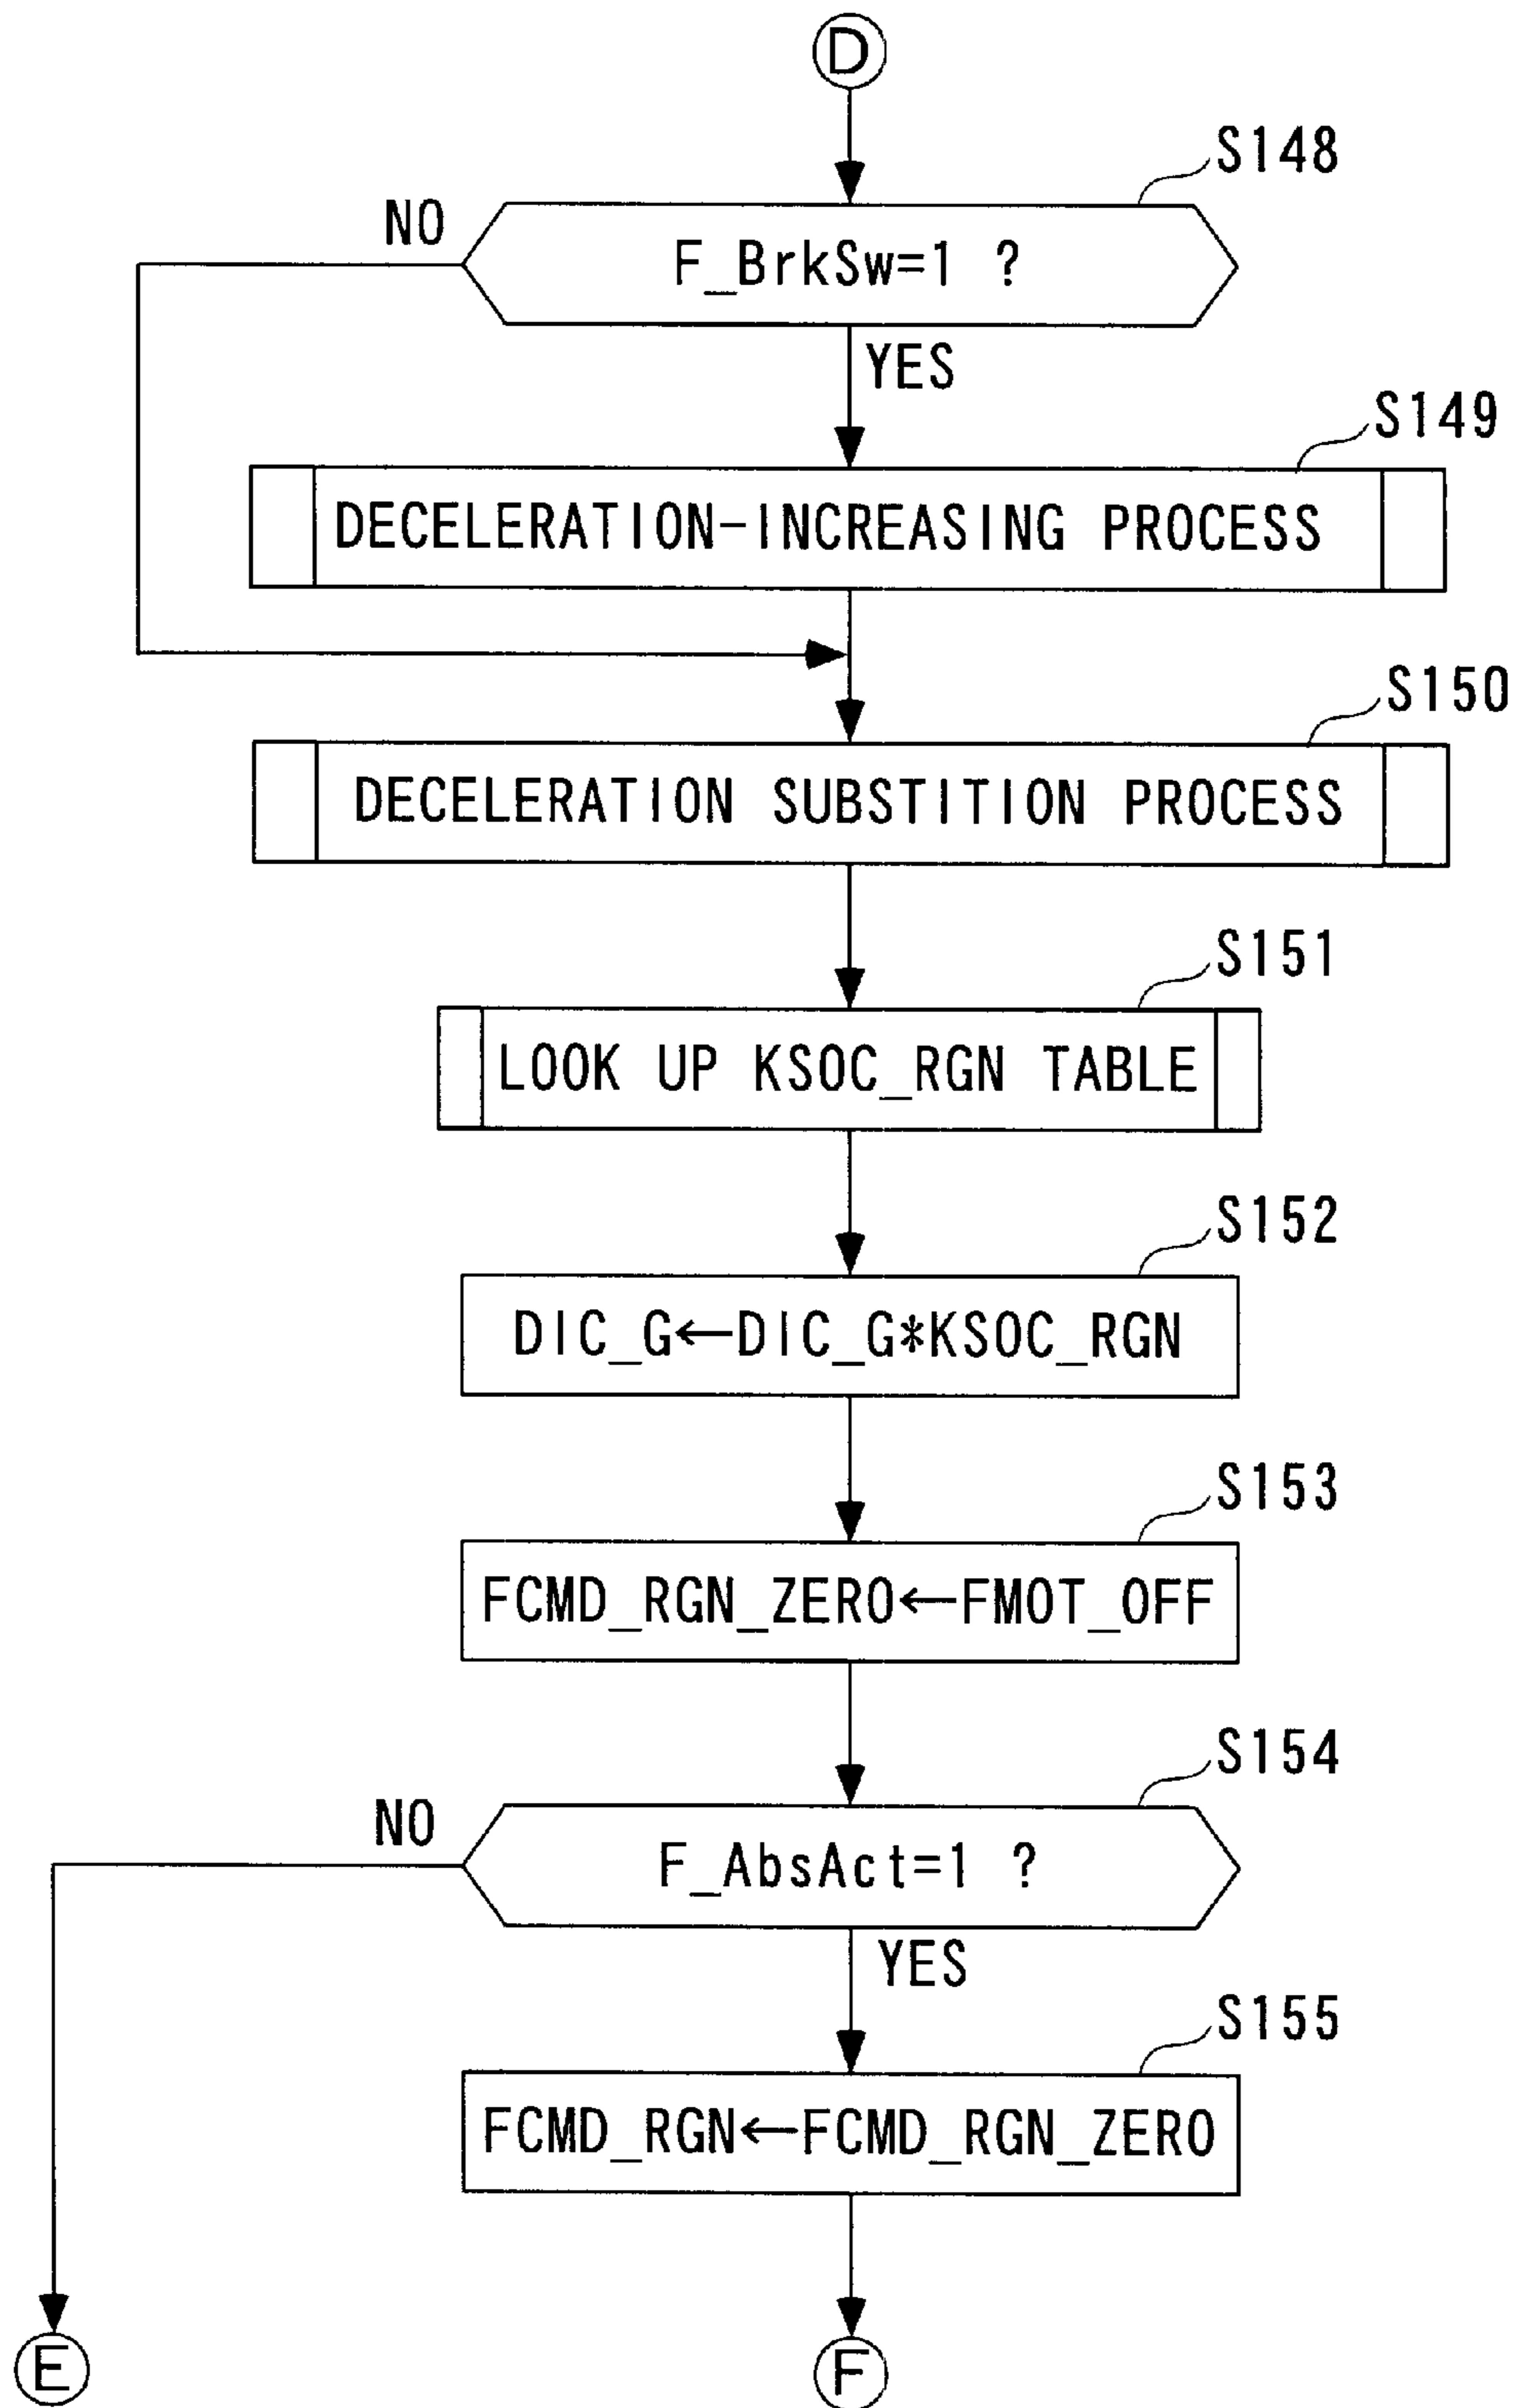 D
S148
NO
F_BrkSw=1 ?
YES
S149
DECELERATION-INCREASING PROCESS
S150
DECELERATION SUBSTITION PROCESS
S151
LOOK UP KSOC_RGN TABLE
S152
DIC_G←DIC_G*KSOC_RGN
S153
FCMD_RGN_ZERO←FMOT_OFF
S154
NO
F_AbsAct=1 ?
YES
S155
FCMD_RGN←FCMD_RGN_ZERO
E
F